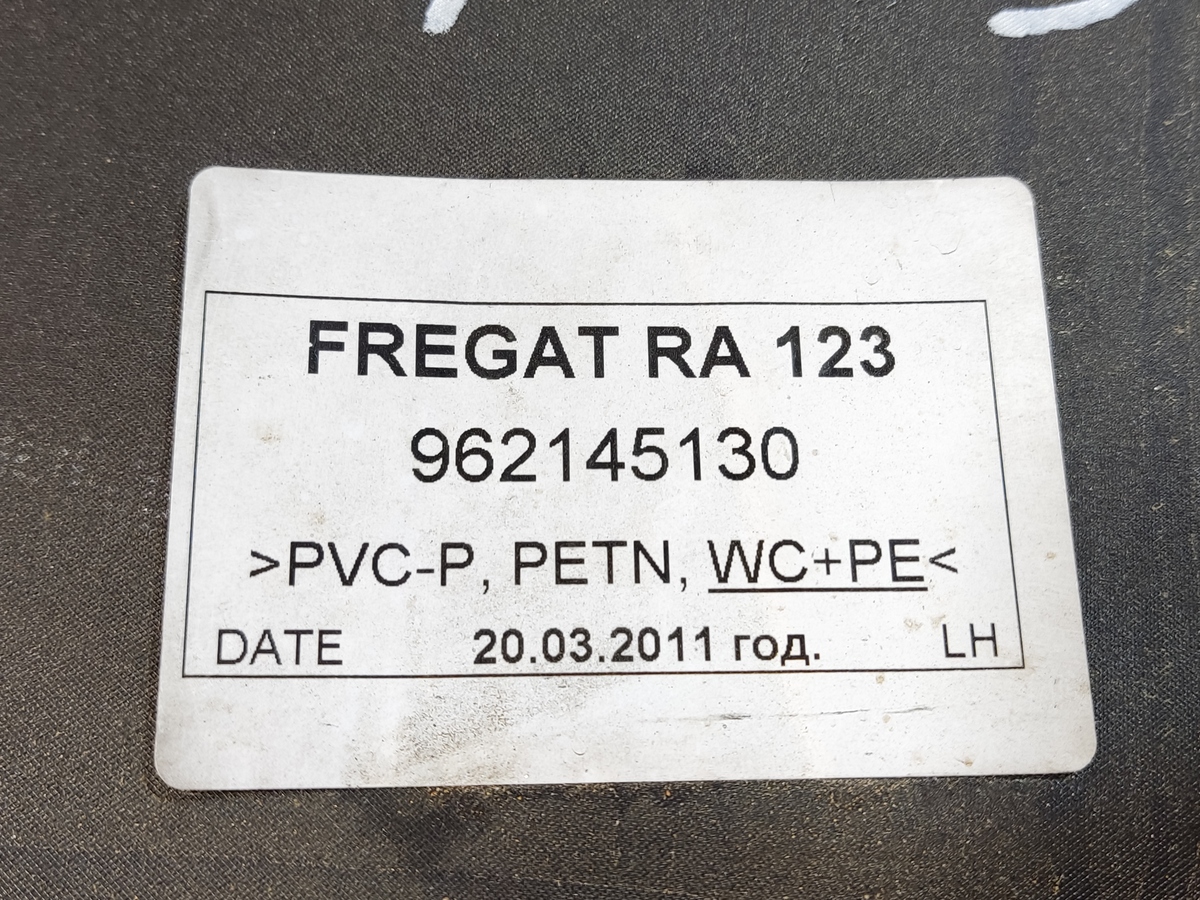 FREGAT RA 123
962145130
>PVC-P, PETN, WC+PE<
DATE 20.03.2011 год. LH